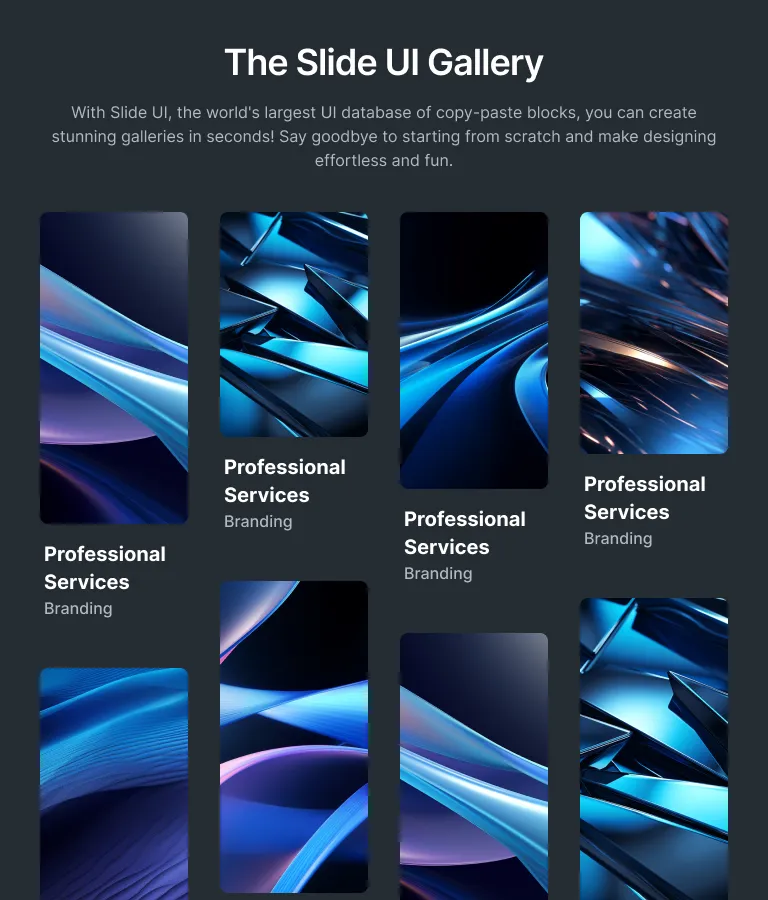 The Slide UI Gallery
With Slide UI, the world's largest UI database of copy-paste blocks, you can create
stunning galleries in seconds! Say goodbye to starting from scratch and make designing
effortless and fun.
Professional
Services
Branding
Professional
Services
Branding
Professional
Services
Branding
Professional
Services
Branding